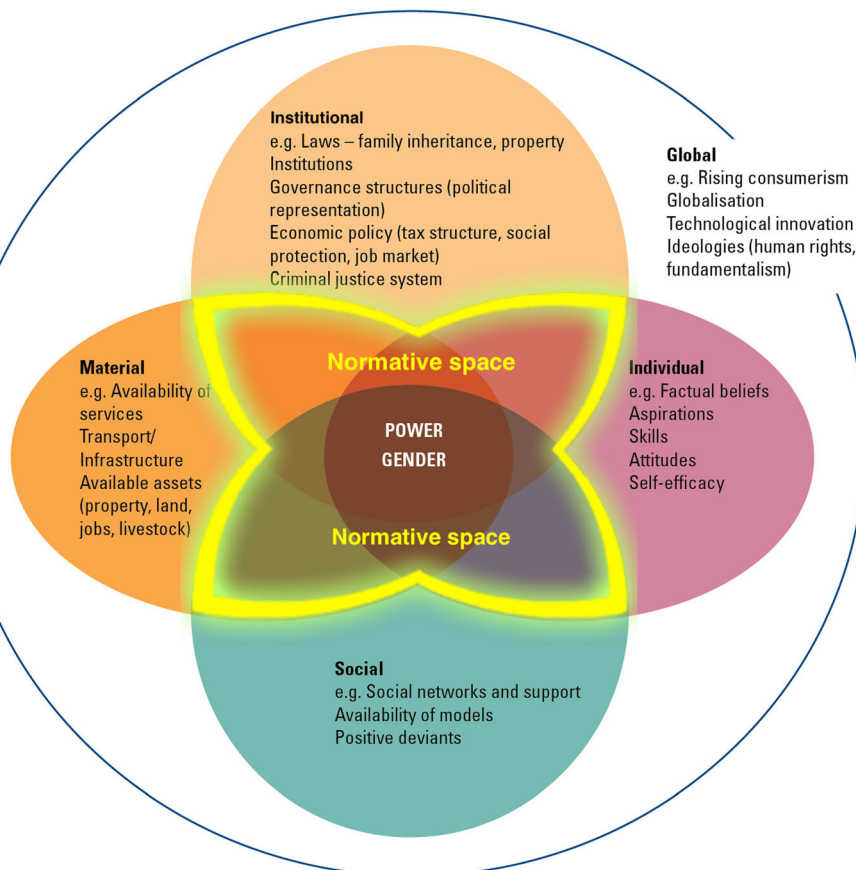 Institutional
e.g. Laws – family inheritance, property
Institutions
Governance structures (political
representation)
Economic policy (tax structure, social
protection, job market)
Criminal justice system
Global
e.g. Rising consumerism
Globalisation
Technological innovation
Ideologies (human rights,
fundamentalism)
Material
e.g. Availability of
services
Transport/
Infrastructure
Available assets
(property, land,
jobs, livestock)
Normative space
POWER
GENDER
Normative space
Individual
e.g. Factual beliefs
Aspirations
Skills
Attitudes
Self-efficacy
Social
e.g. Social networks and support
Availability of models
Positive deviants